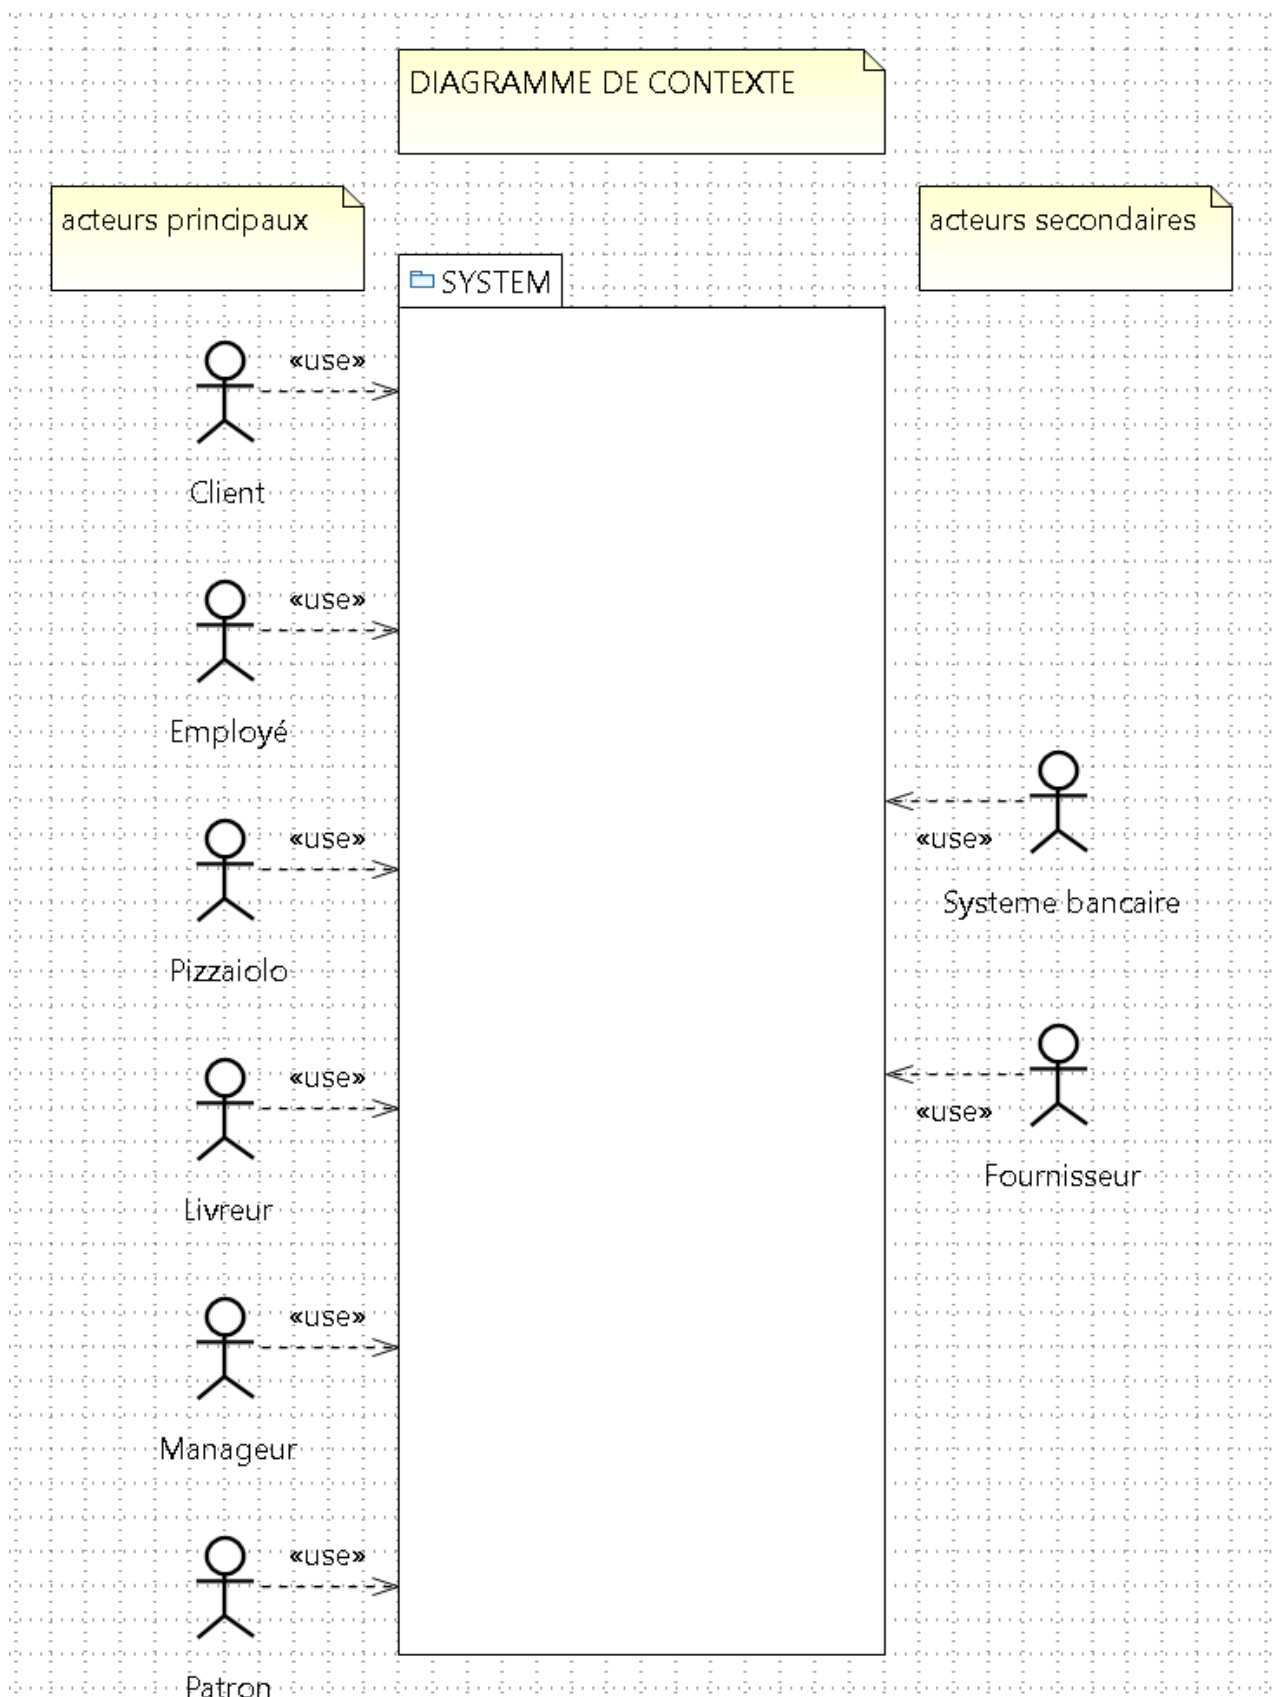 DIAGRAMME DE CONTEXTE
acteurs principaux
acteurs secondaires
SYSTEM
«use»
Client
«use»
Employé
«use»
Pizzaiolo
«use»
Livreur
«use»
Manageur
«use»
Patron
«use»
Systeme bancaire
«use»
Fournisseur